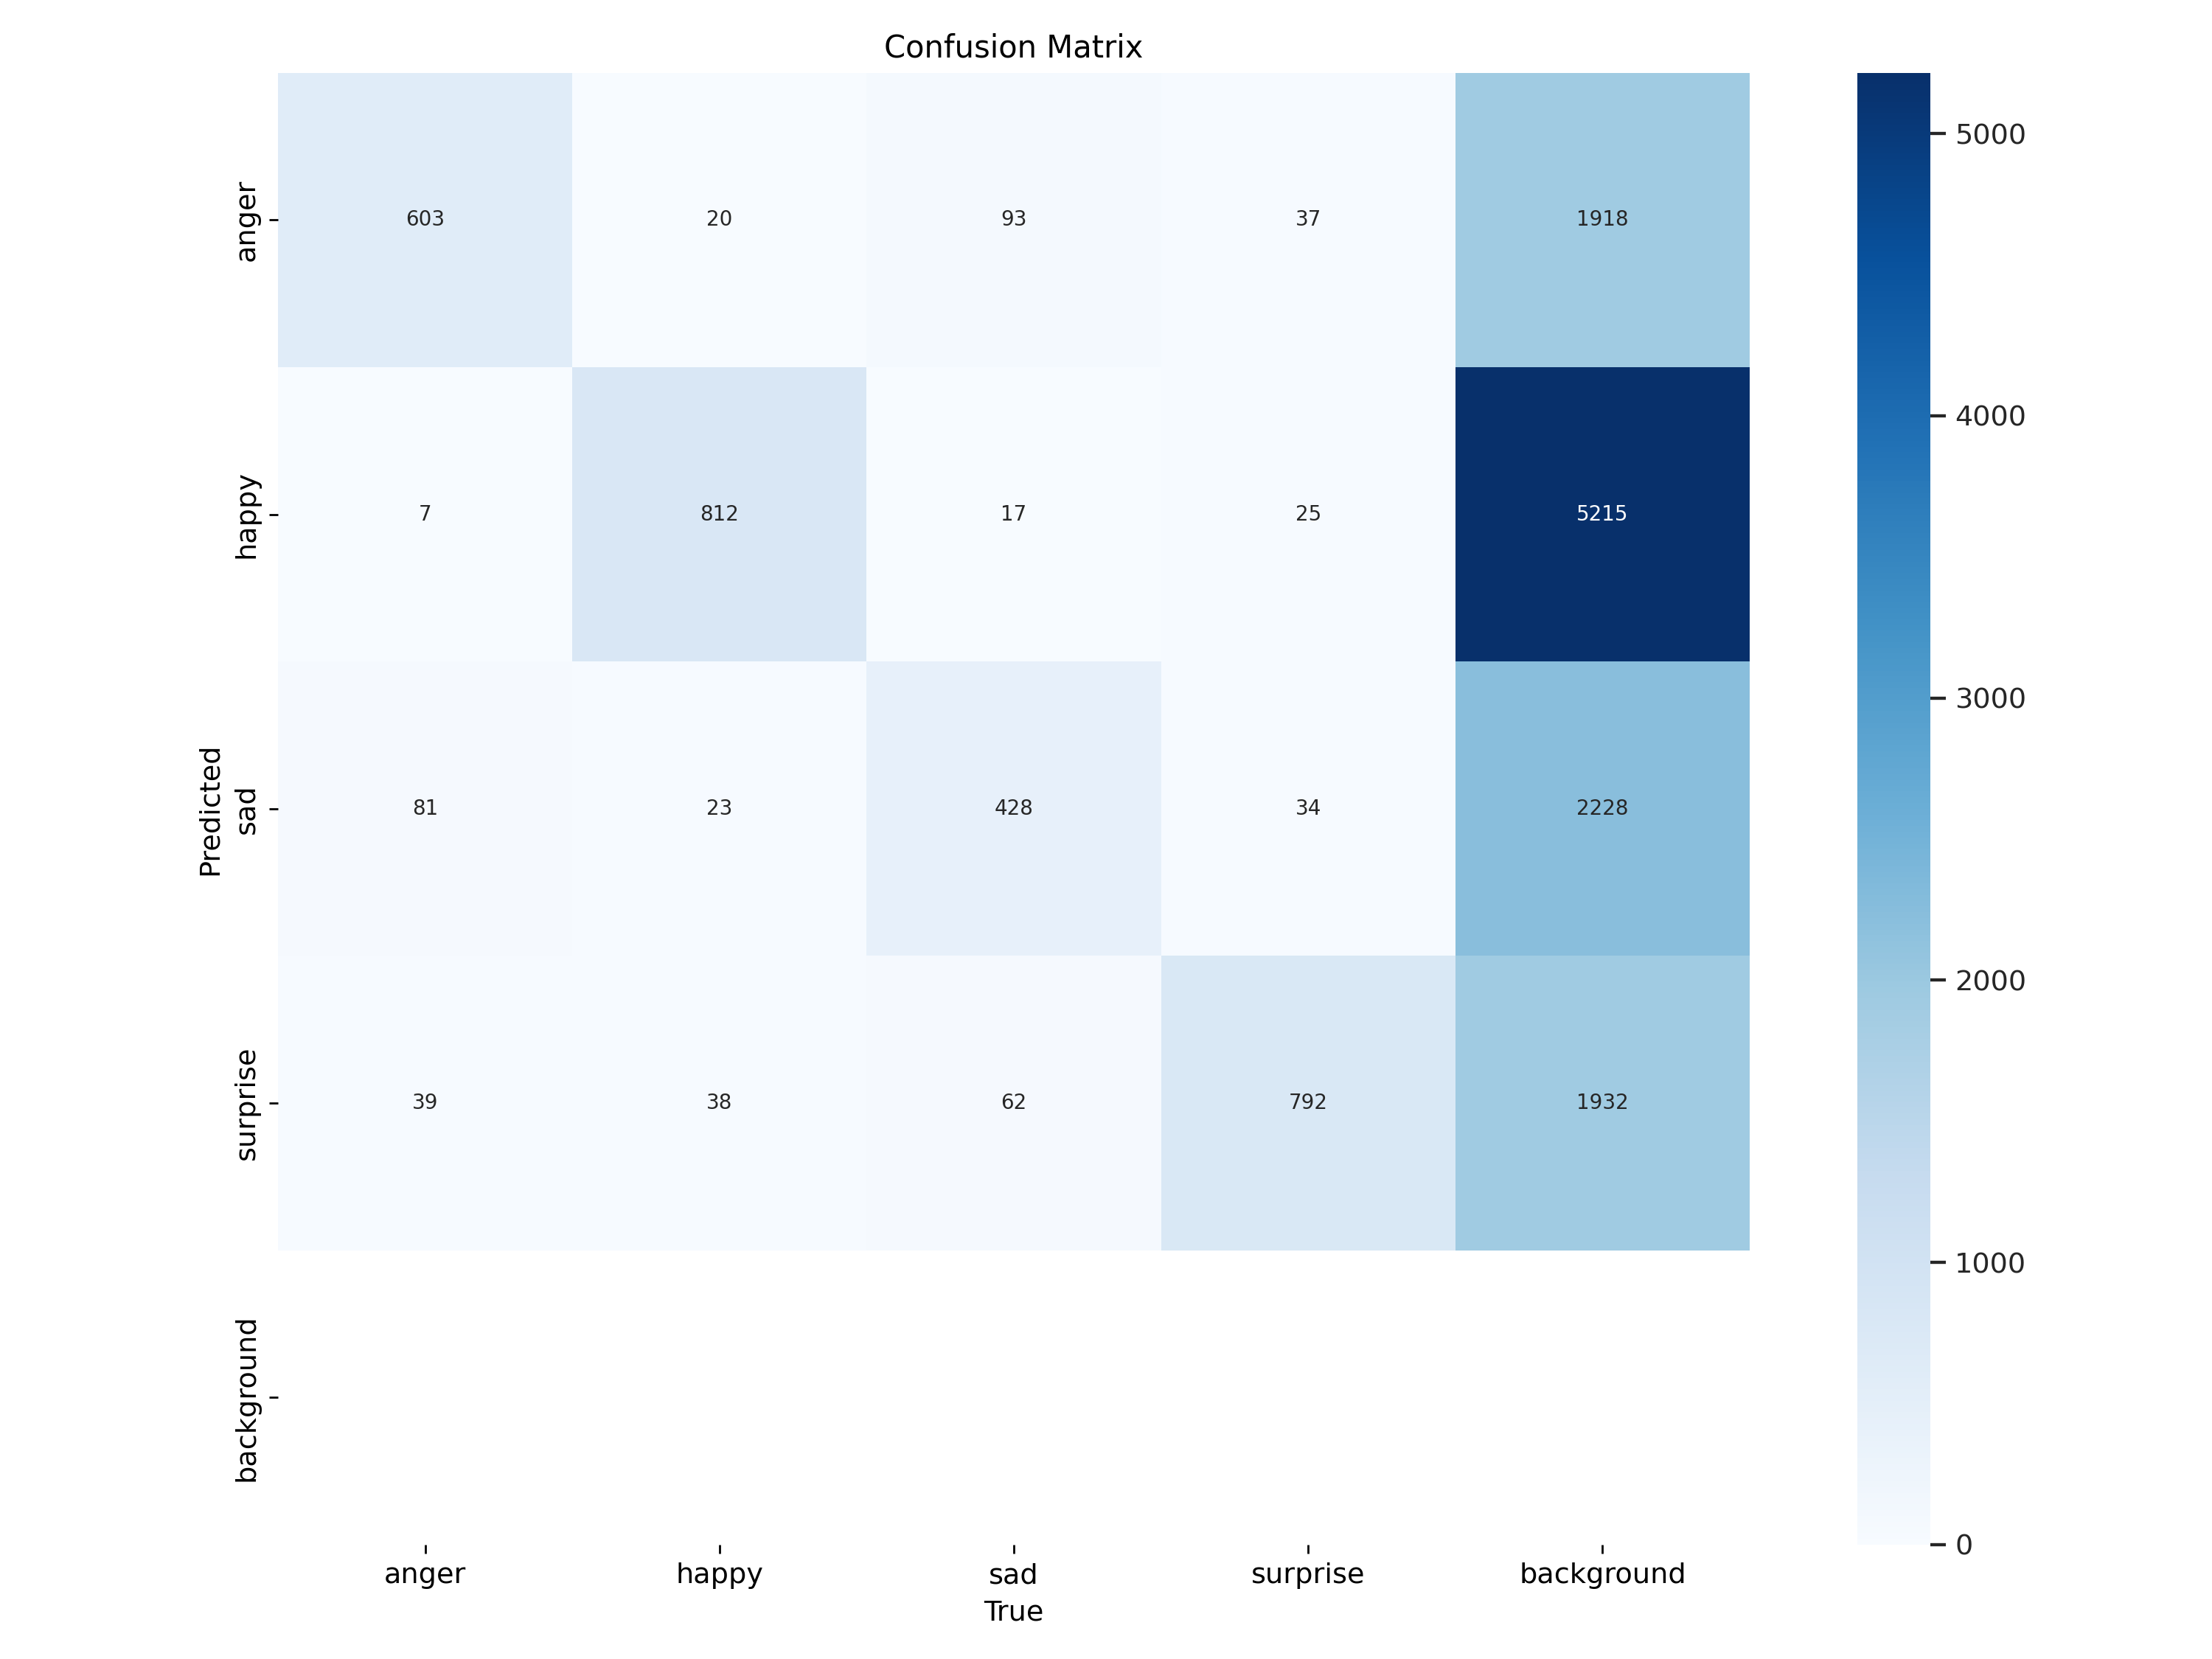 Confusion Matrix
anger 603 20 93 37 1918
happy 7 812 17 25 5215
sad 81 23 428 34 2228
surprise 39 38 62 792 1932
background
Predicted
anger happy sad surprise background
True
5000
4000
3000
2000
1000
0